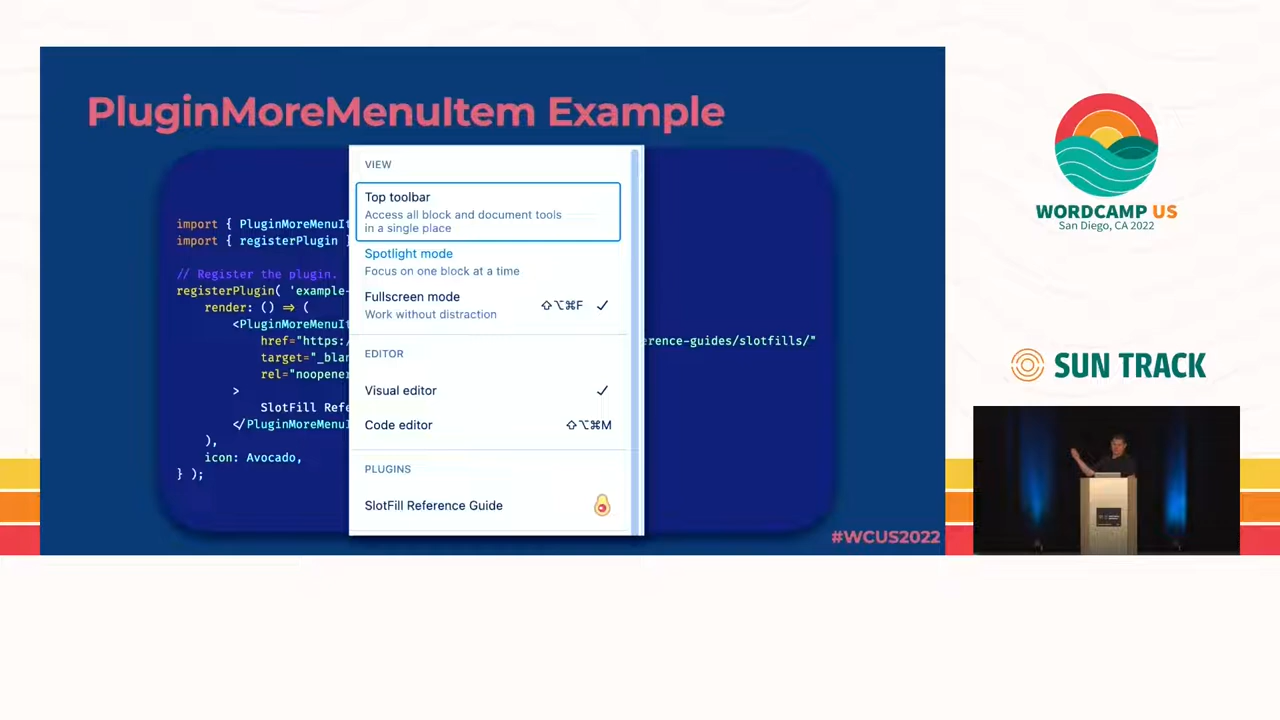 PluginMoreMenuItem Example
import { PluginMoreMenuIt
import { registerPlugin }
// Register the plugin.
registerPlugin( 'example-
render: () => (
<PluginMoreMenuIt
href="https:/
erence-guides/slotfills/"
target="_blan
rel="noopener
>
SlotFill Refe
</PluginMoreMenuI
),
icon: Avocado,
} );
VIEW
Top toolbar
Access all block and document tools
in a single place
Spotlight mode
Focus on one block at a time
Fullscreen mode
⇧⌥⌘F ✓
Work without distraction
EDITOR
Visual editor ✓
Code editor ⇧⌥⌘M
PLUGINS
SlotFill Reference Guide
#WCUS2022
WORDCAMP US
San Diego, CA 2022
SUN TRACK